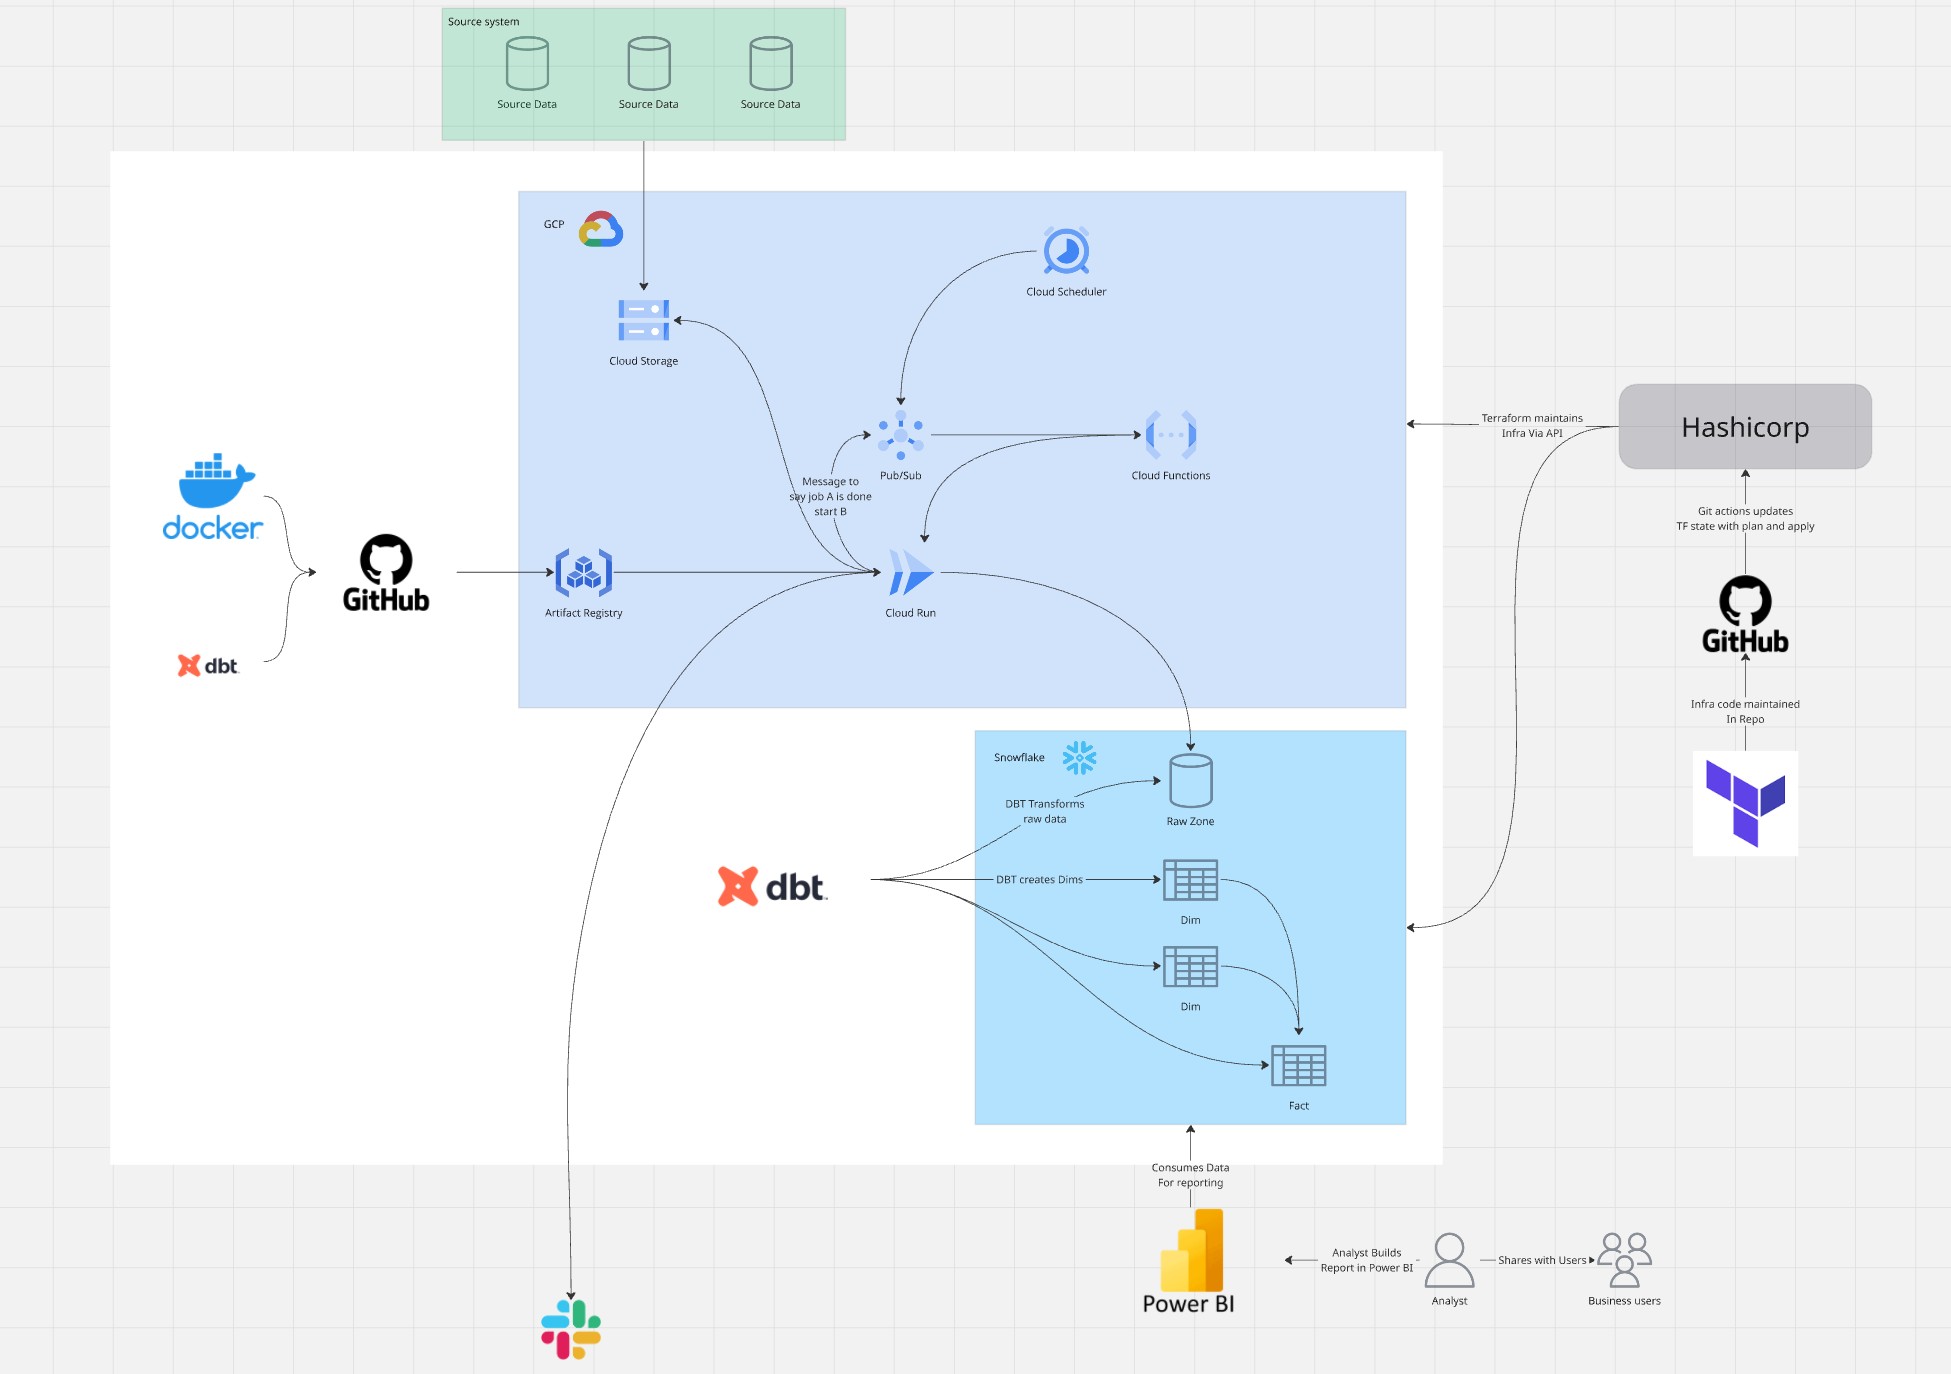 Source system
Source Data
Source Data
Source Data
GCP
Cloud Scheduler
Cloud Storage
Pub/Sub
Cloud Functions
Message to
say job A is done
start B
Terraform maintains
Infra Via API
Hashicorp
docker
GitHub
Artifact Registry
Cloud Run
dbt
Git actions updates
TF state with plan and apply
GitHub
Infra code maintained
In Repo
Snowflake
DBT Transforms
raw data
Raw Zone
dbt
DBT creates Dims
Dim
Dim
Fact
Consumes Data
For reporting
Power BI
Analyst Builds
Report in Power BI
Analyst
Shares with Users
Business users